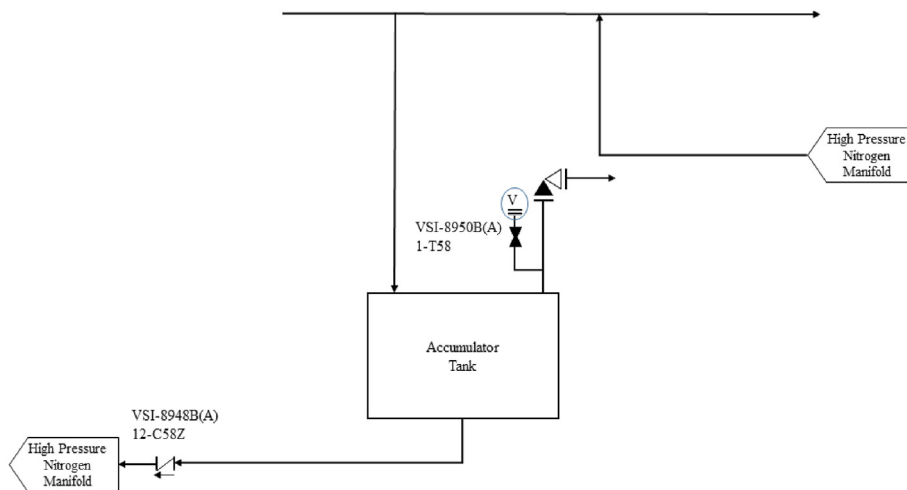 High Pressure
Nitrogen
Manifold
V
VSI-8950B(A)
1-T58
Accumulator
Tank
VSI-8948B(A)
12-C58Z
High Pressure
Nitrogen
Manifold